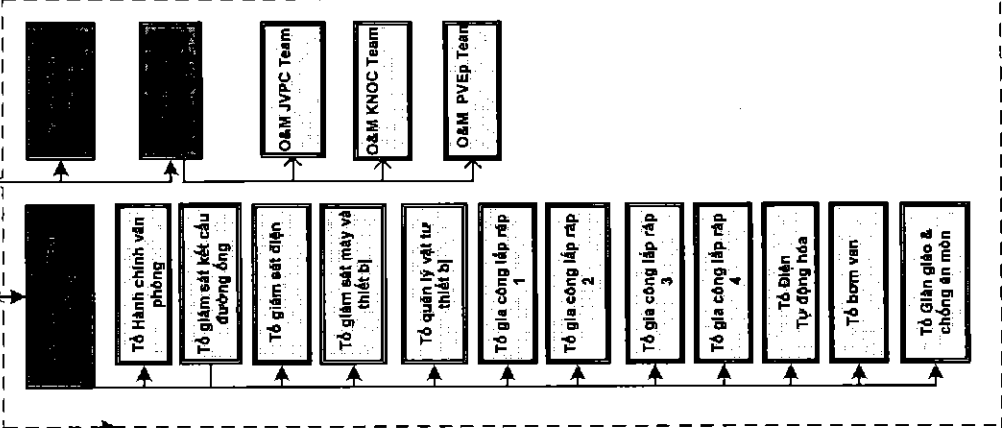 O&M JVPC Team
O&M KNOC Team
O&M PVEp Team
Tổ Hành chính văn
phòng
Tổ giám sát kết cấu
đường ống
Tổ giám sát điện
Tổ giám sát máy và
thiết bị
Tổ quản lý vật tư
thiết bị
Tổ gia công lắp ráp
1
Tổ gia công lắp ráp
2
Tổ gia công lắp ráp
3
Tổ gia công lắp ráp
4
Tổ Điện
Tự động hóa
Tổ bơm van
Tổ Giàn giáo &
chống ăn mòn